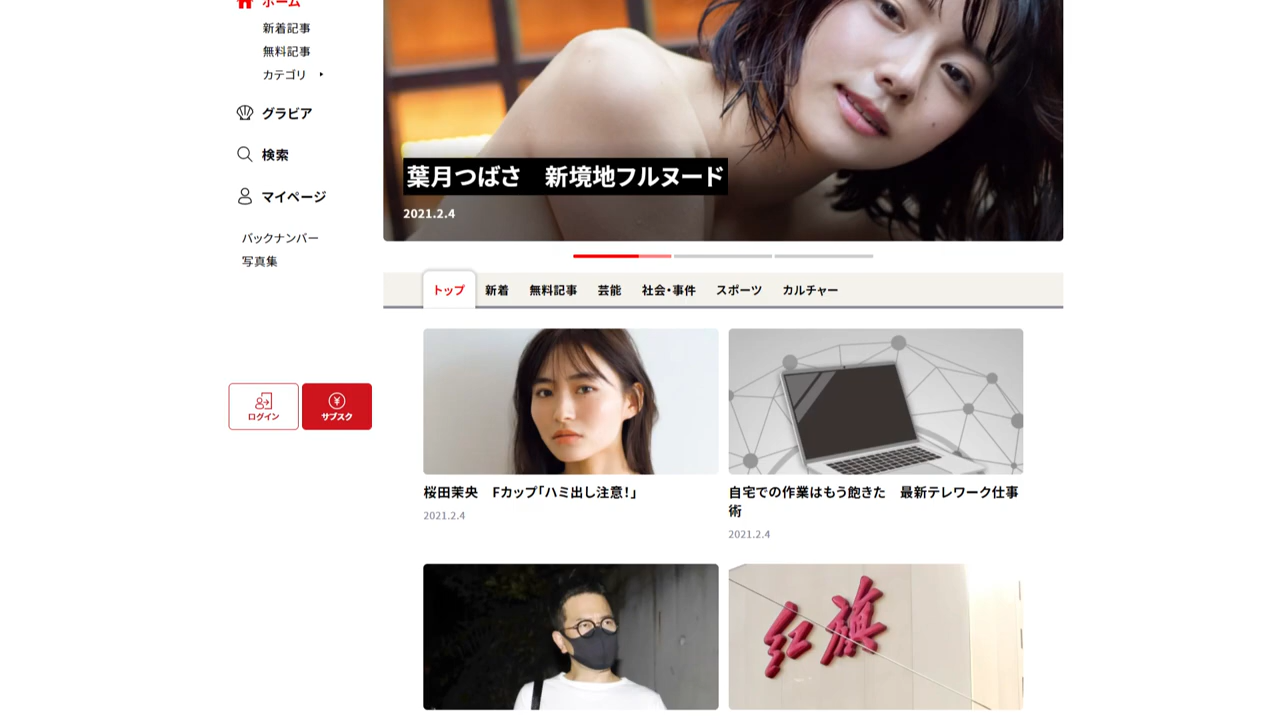 ホーム
新着記事
無料記事
カテゴリ
グラビア
検索
マイページ
バックナンバー
写真集
ログイン
サブスク
葉月つばさ　新境地フルヌード
2021.2.4
トップ 新着 無料記事 芸能 社会・事件 スポーツ カルチャー
桜田茉央　Fカップ「ハミ出し注意！」
2021.2.4
自宅での作業はもう飽きた　最新テレワーク仕事
術
2021.2.4
红旗